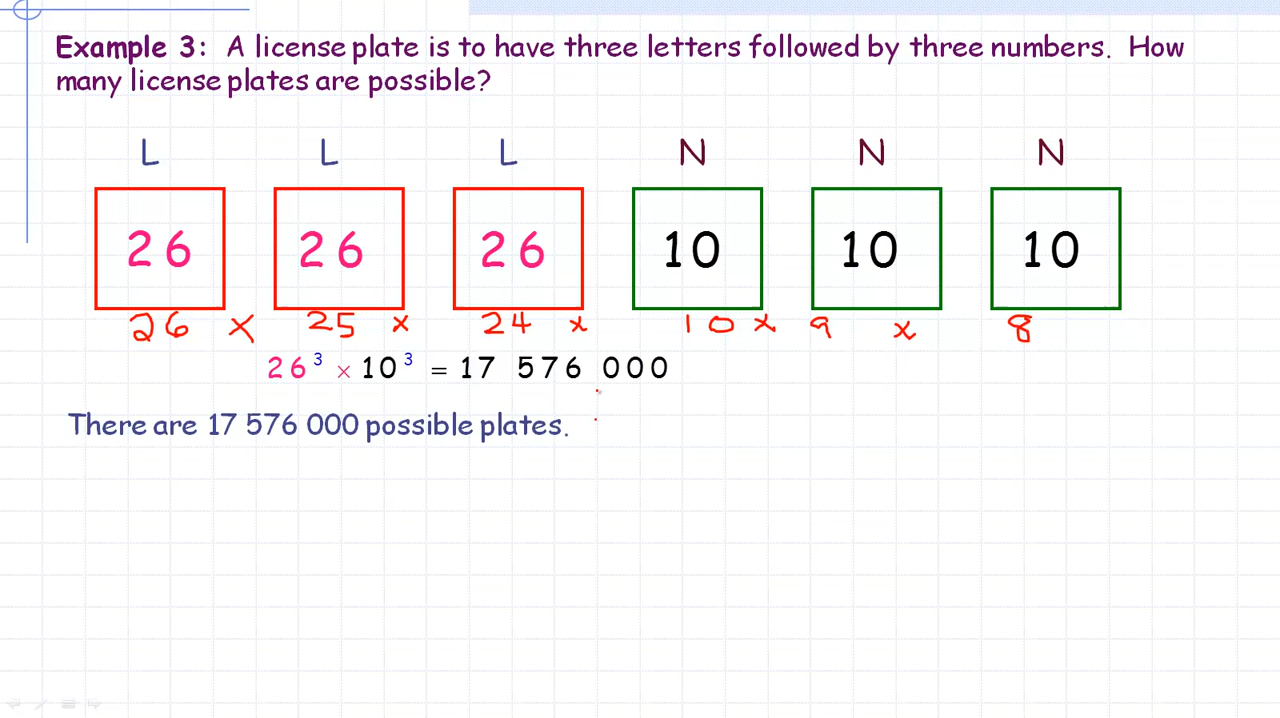 Example 3: A license plate is to have three letters followed by three numbers. How
many license plates are possible?
L L L N N N
26 26 26 10 10 10
26 x 25 x 24 x 10 x 9 x 8
26³ × 10³ = 17 576 000
There are 17 576 000 possible plates.